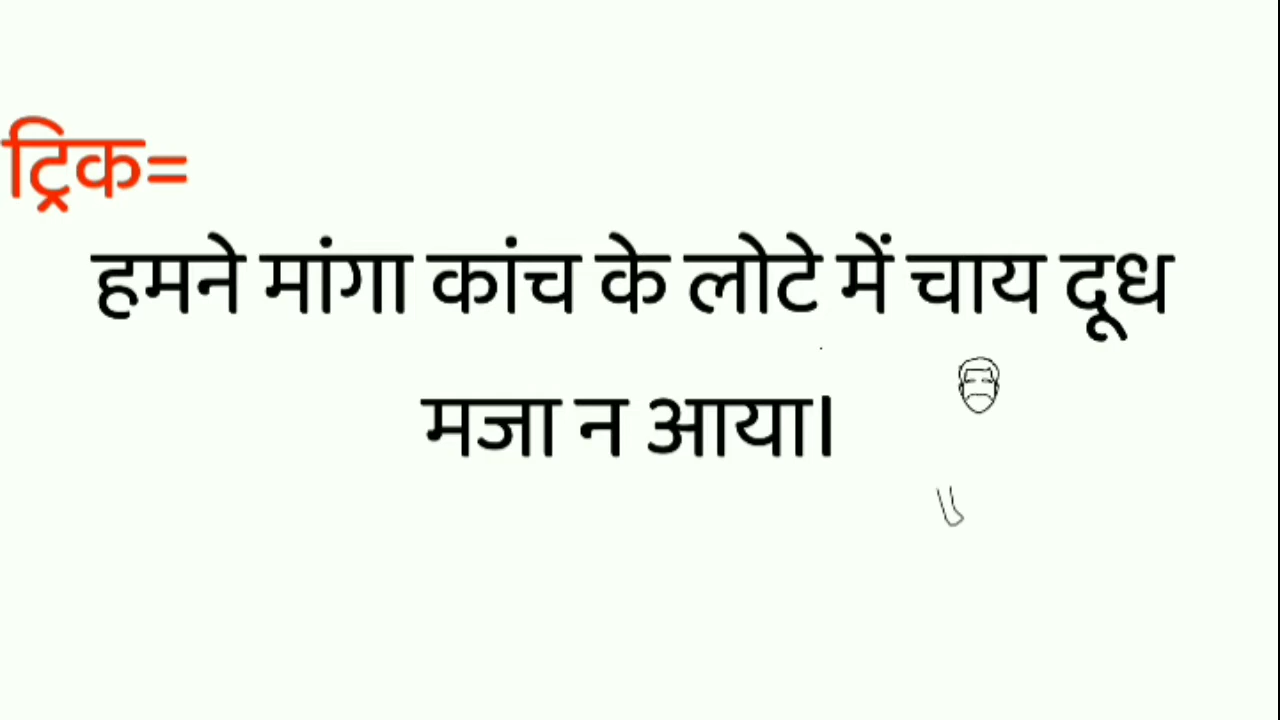 ट्रिक=
हमने मांगा कांच के लोटे में चाय दूध
मजा न आया।